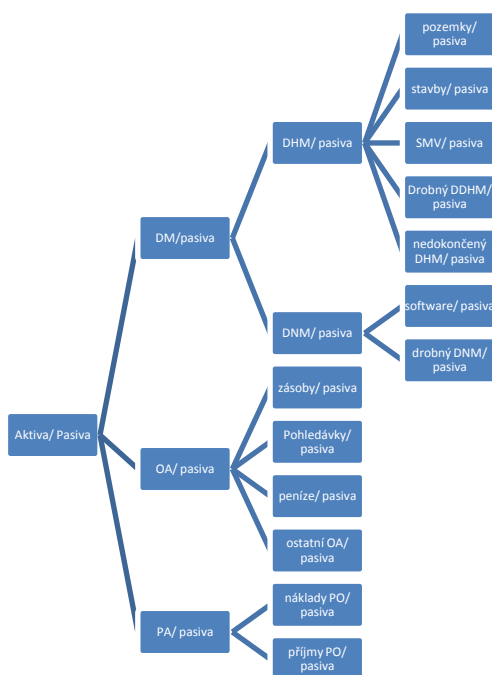 Aktiva/ Pasiva
DM/pasiva
DHM/ pasiva
pozemky/
pasiva
stavby/ pasiva
SMV/ pasiva
Drobný DDHM/
pasiva
nedokončený
DHM/ pasiva
DNM/ pasiva
software/ pasiva
drobný DNM/
pasiva
OA/ pasiva
zásoby/ pasiva
Pohledávky/
pasiva
peníze/ pasiva
ostatní OA/
pasiva
PA/ pasiva
náklady PO/
pasiva
příjmy PO/
pasiva